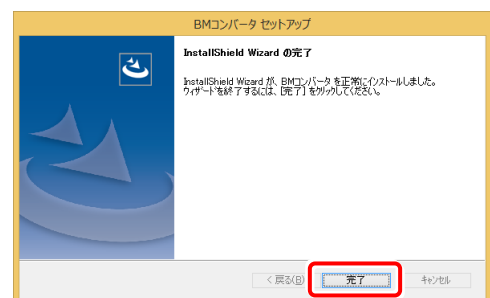 BMコンバータ セットアップ
InstallShield Wizard の完了
InstallShield Wizard が、BMコンバータ を正常にインストールしました。
ウィザードを終了するには、[完了] をクリックしてください。
< 戻る(B)
完了
キャンセル